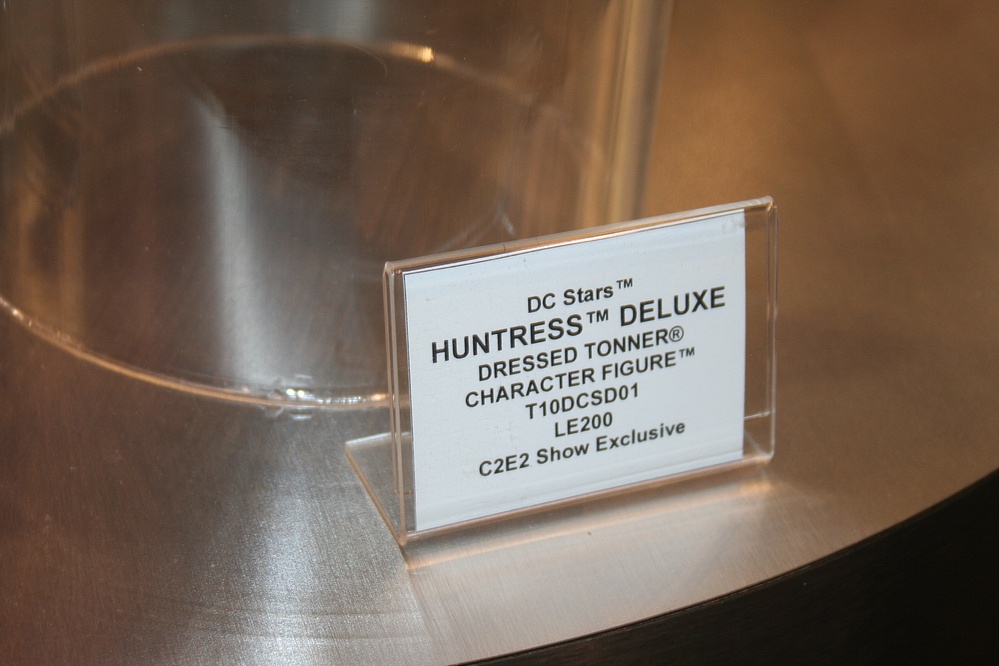 DC Stars™
HUNTRESS™ DELUXE
DRESSED TONNER®
CHARACTER FIGURE™
T10DCSD01
LE200
C2E2 Show Exclusive